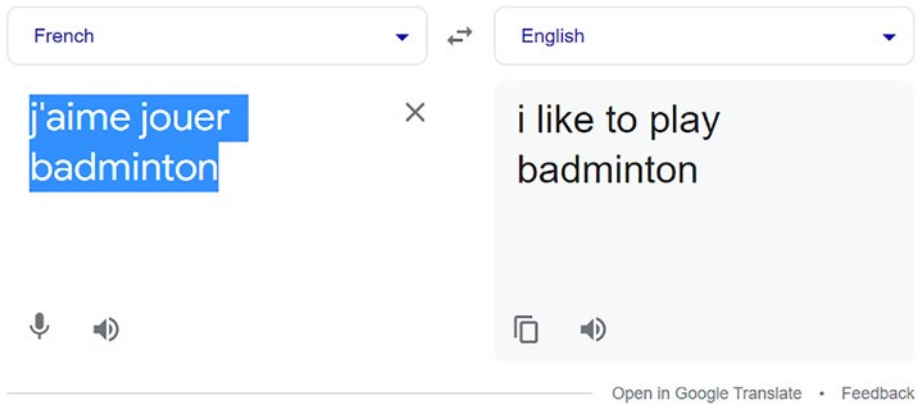 French
English
j'aime jouer
badminton
i like to play
badminton
Open in Google Translate • Feedback